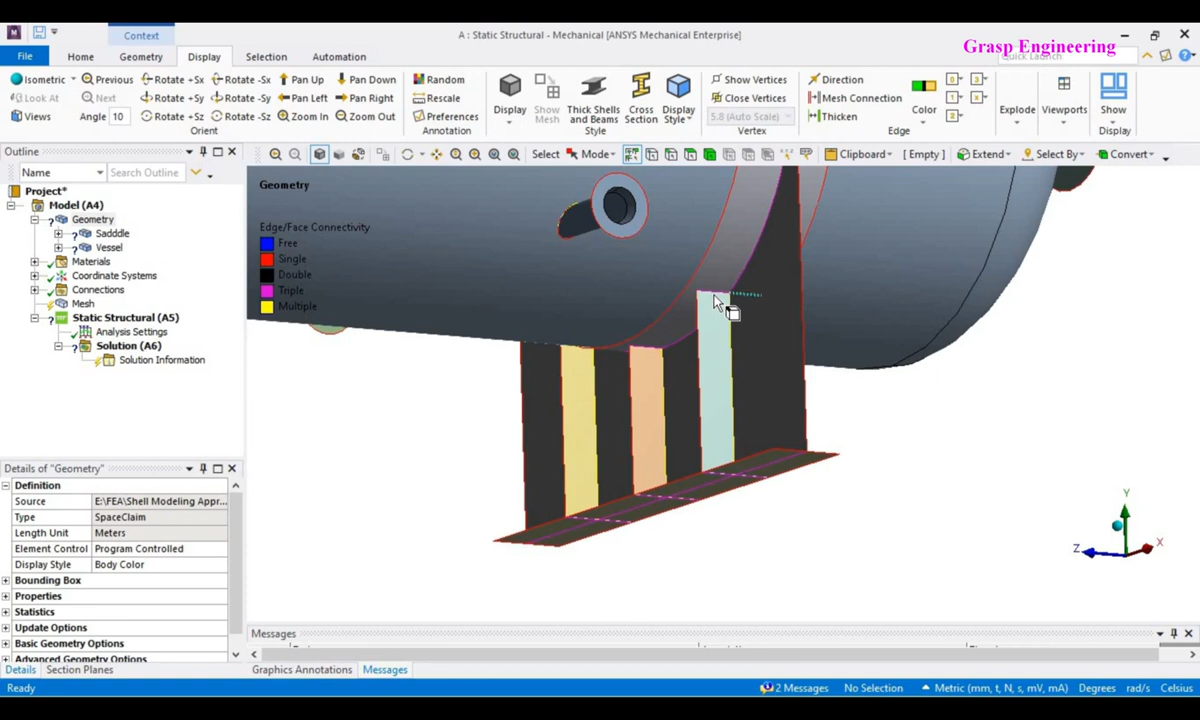 Context
A : Static Structural - Mechanical [ANSYS Mechanical Enterprise]
Grasp Engineering
File
Home
Geometry
Display
Selection
Automation
Quick Launch
Isometric
Previous
Rotate +Sx
Rotate -Sx
Pan Up
Pan Down
Look At
Next
Rotate +Sy
Rotate -Sy
Pan Left
Pan Right
Views
Angle 10
Rotate +Sz
Rotate -Sz
Zoom In
Zoom Out
Orient
Random
Rescale
Preferences
Annotation
Display
Show Mesh
Thick Shells and Beams
Cross Section
Display Style
Style
Show Vertices
Close Vertices
5.8 (Auto Scale)
Vertex
Direction
Mesh Connection
Thicken
Color
Edge
Explode
Viewports
Show
Display
Outline
Name
Search Outline
Select
Mode
Clipboard
[ Empty ]
Extend
Select By
Convert
Project*
Model (A4)
Geometry
Sadddle
Vessel
Materials
Coordinate Systems
Connections
Mesh
Static Structural (A5)
Analysis Settings
Solution (A6)
Solution Information
Geometry
Edge/Face Connectivity
Free
Single
Double
Triple
Multiple
Y
Z
X
Details of "Geometry"
Definition
Source E:\FEA\Shell Modeling Appr...
Type SpaceClaim
Length Unit Meters
Element Control Program Controlled
Display Style Body Color
Bounding Box
Properties
Statistics
Update Options
Basic Geometry Options
Advanced Geometry Options
Details
Section Planes
Messages
Graphics Annotations
Messages
Ready
2 Messages
No Selection
Metric (mm, t, N, s, mV, mA)
Degrees
rad/s
Celsius